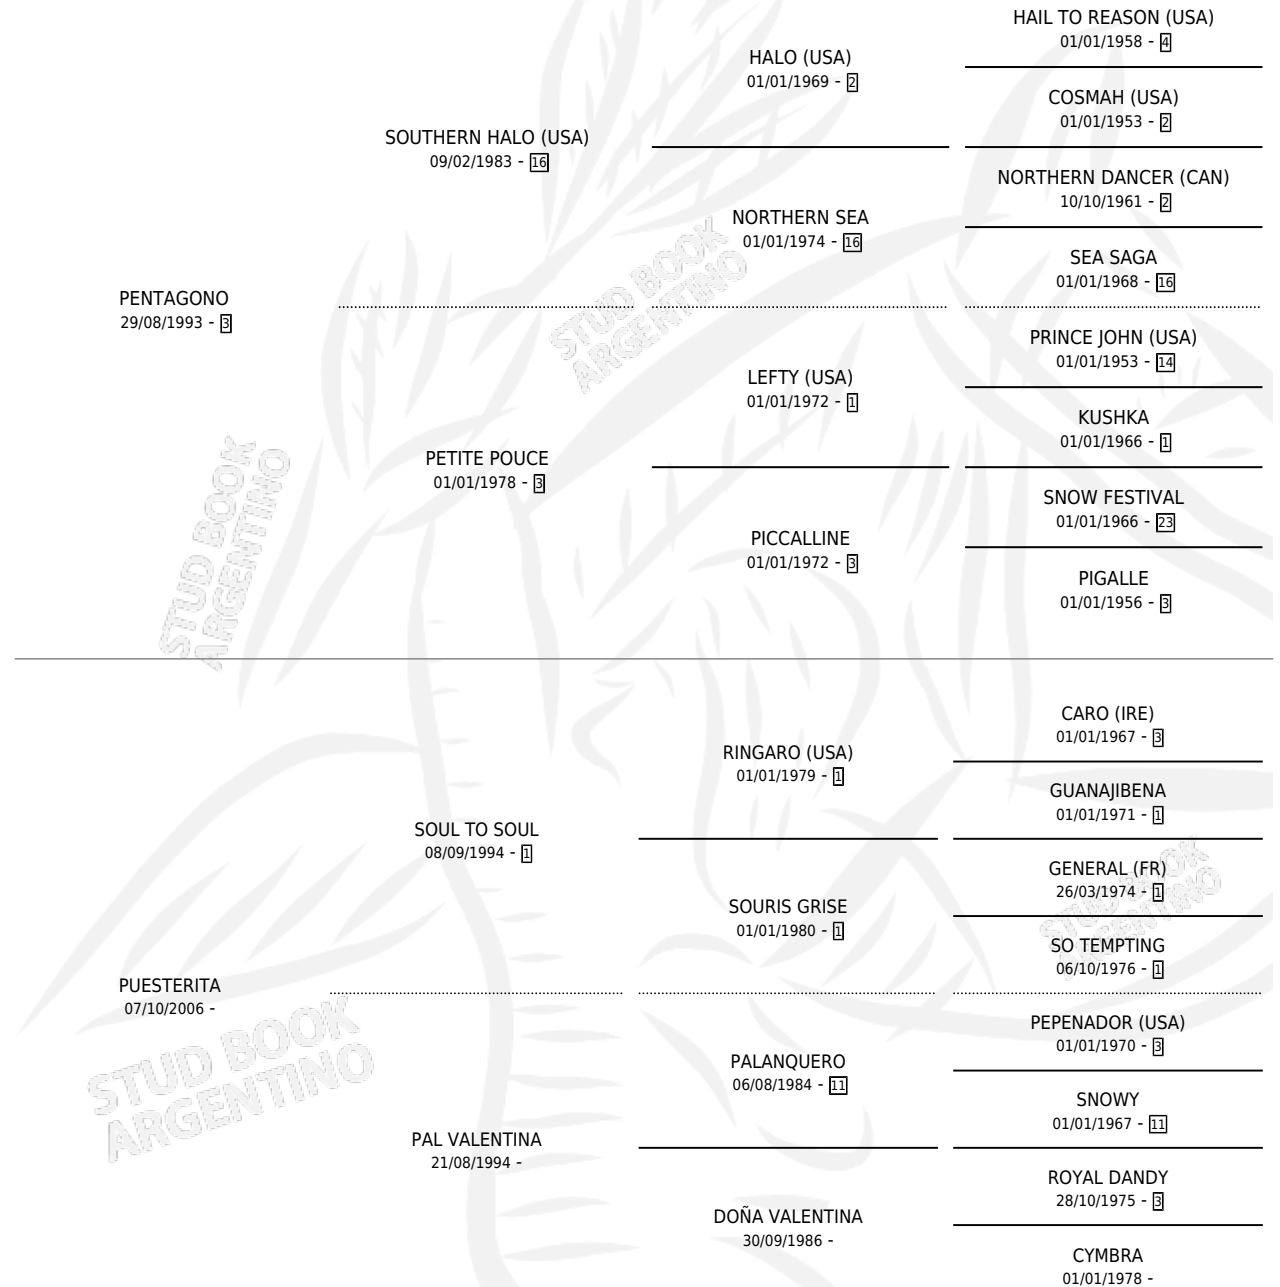 HAIL TO REASON (USA)
01/01/1958 - 4
HALO (USA)
01/01/1969 - 2
COSMAH (USA)
01/01/1953 - 2
SOUTHERN HALO (USA)
09/02/1983 - 16
NORTHERN DANCER (CAN)
10/10/1961 - 2
NORTHERN SEA
01/01/1974 - 16
SEA SAGA
01/01/1968 - 16
PENTAGONO
29/08/1993 - 3
PRINCE JOHN (USA)
01/01/1953 - 14
LEFTY (USA)
01/01/1972 - 1
KUSHKA
01/01/1966 - 1
PETITE POUCE
01/01/1978 - 3
SNOW FESTIVAL
01/01/1966 - 23
PICCALLINE
01/01/1972 - 3
PIGALLE
01/01/1956 - 3
CARO (IRE)
01/01/1967 - 3
RINGARO (USA)
01/01/1979 - 1
GUANAJIBENA
01/01/1971 - 1
SOUL TO SOUL
08/09/1994 - 1
GENERAL (FR)
26/03/1974 - 1
SOURIS GRISE
01/01/1980 - 1
SO TEMPTING
06/10/1976 - 1
PUESTERITA
07/10/2006 -
PEPENADOR (USA)
01/01/1970 - 3
PALANQUERO
06/08/1984 - 11
SNOWY
01/01/1967 - 11
PAL VALENTINA
21/08/1994 -
ROYAL DANDY
28/10/1975 - 3
DOÑA VALENTINA
30/09/1986 -
CYMBRA
01/01/1978 -
STUD BOOK
ARGENTINO
STUD BOOK
ARGENTINO
STUD BOOK
ARGENTINO
STUD BOOK
ARGENTINO